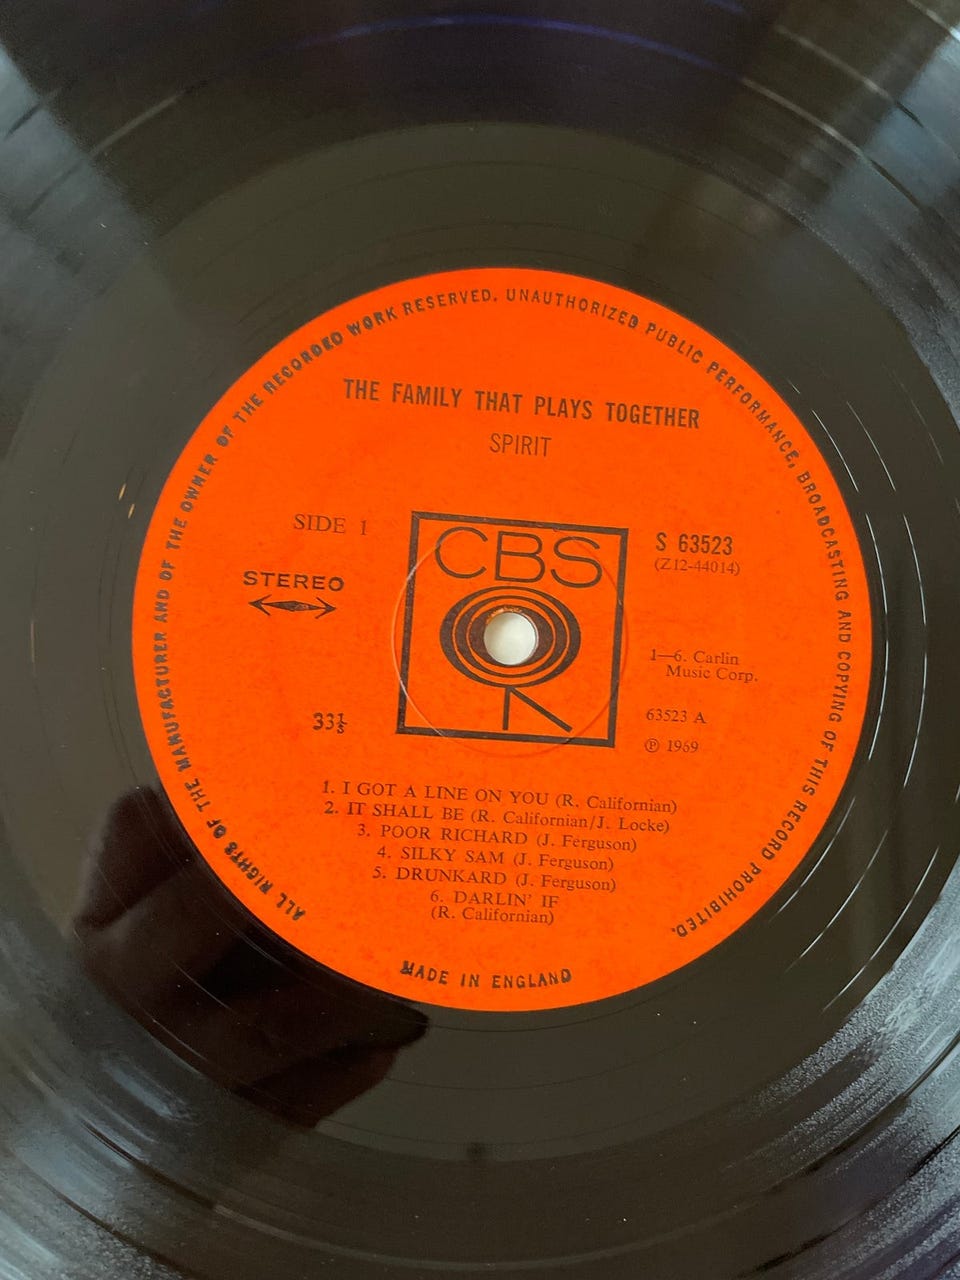 ALL RIGHTS OF THE MANUFACTURER AND OF THE OWNER OF THE RECORDED WORK RESERVED. UNAUTHORIZED PUBLIC PERFORMANCE, BROADCASTING AND COPYING OF THIS RECORD PROHIBITED.
THE FAMILY THAT PLAYS TOGETHER
SPIRIT
SIDE 1
STEREO
33⅓
CBS
S 63523
(Z12-44014)
1—6. Carlin
Music Corp.
63523 A
Ⓟ 1969
1. I GOT A LINE ON YOU (R. Californian)
2. IT SHALL BE (R. Californian/J. Locke)
3. POOR RICHARD (J. Ferguson)
4. SILKY SAM (J. Ferguson)
5. DRUNKARD (J. Ferguson)
6. DARLIN' IF
(R. Californian)
MADE IN ENGLAND